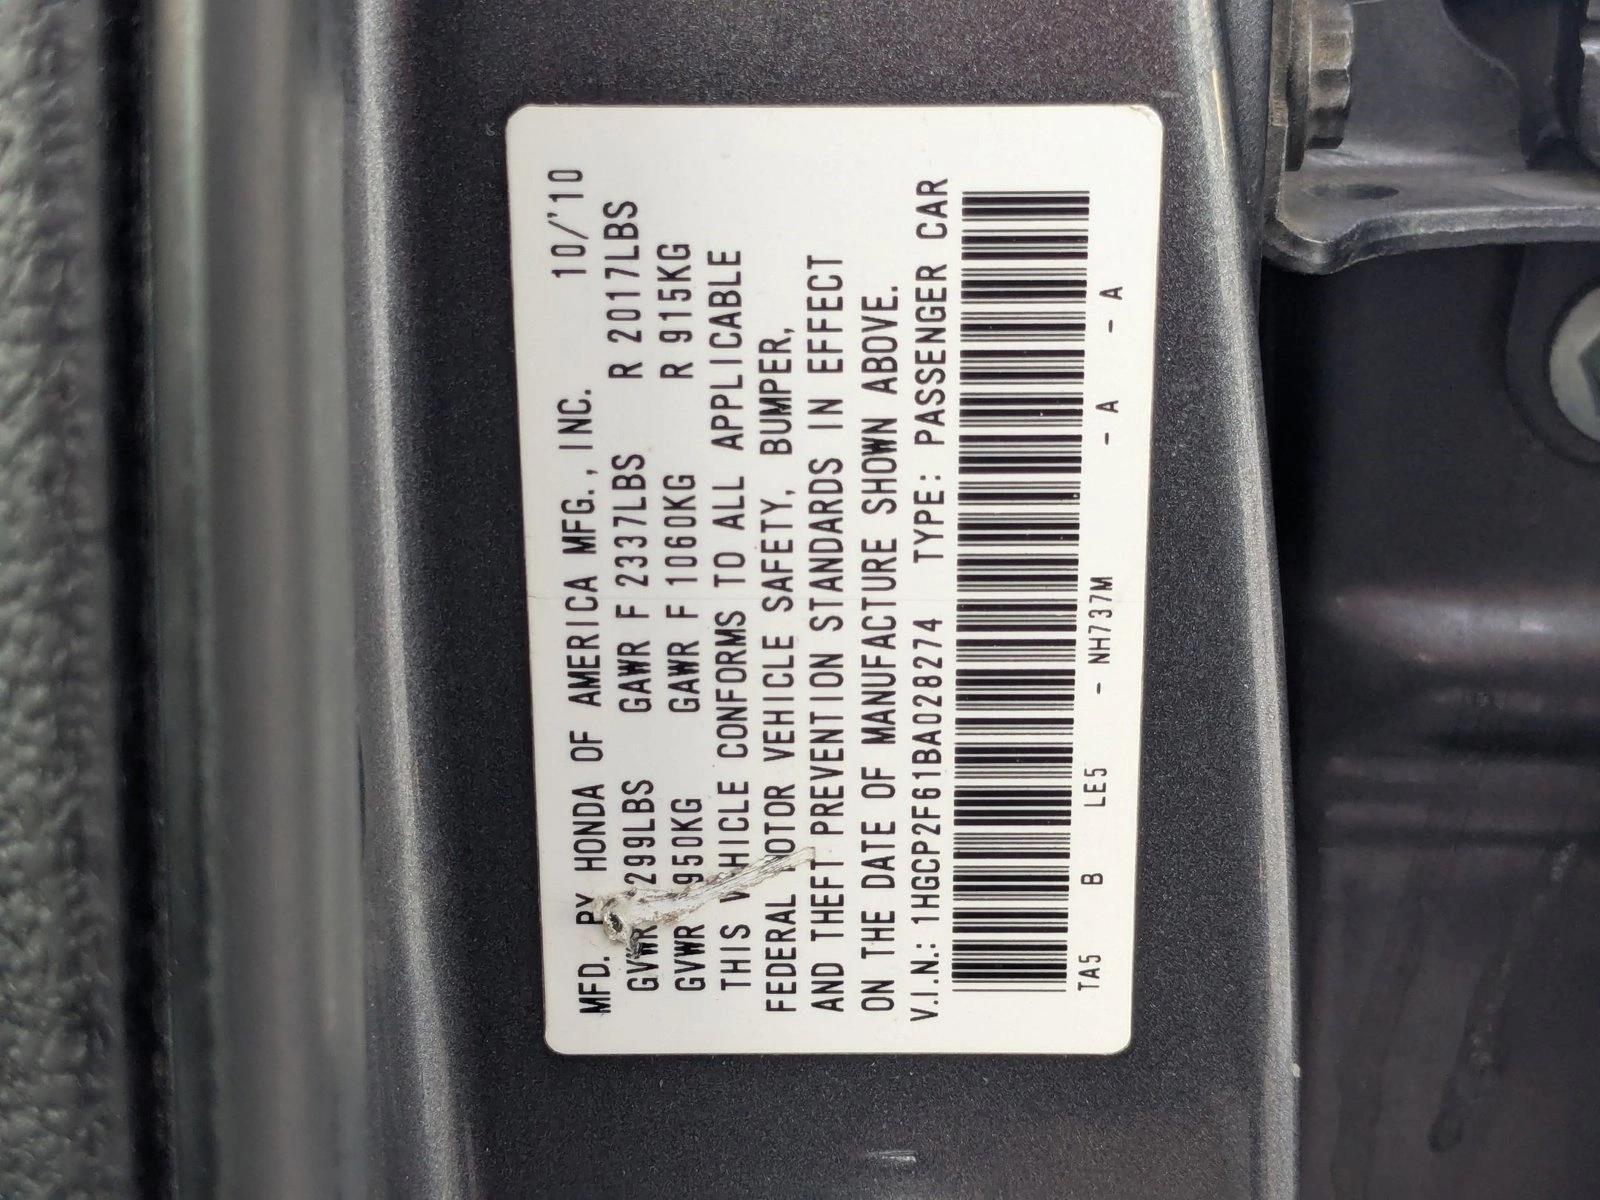 MFD. BY HONDA OF AMERICA MFG., INC. 10/'10
GVWR 299LBS GAWR F 2337LBS R 2017LBS
GVWR 950KG GAWR F 1060KG R 915KG
THIS VEHICLE CONFORMS TO ALL APPLICABLE
FEDERAL MOTOR VEHICLE SAFETY, BUMPER,
AND THEFT PREVENTION STANDARDS IN EFFECT
ON THE DATE OF MANUFACTURE SHOWN ABOVE.
V.I.N.: 1HGCP2F61BA028274 TYPE: PASSENGER CAR
TA5 B LE5 - NH737M - A - A